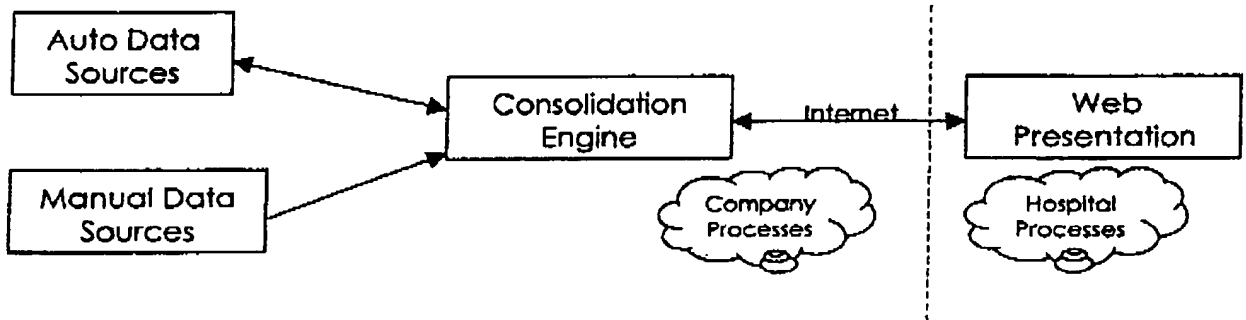 Auto Data
Sources
Consolidation
Engine
Internet
Web
Presentation
Manual Data
Sources
Company
Processes
Hospital
Processes